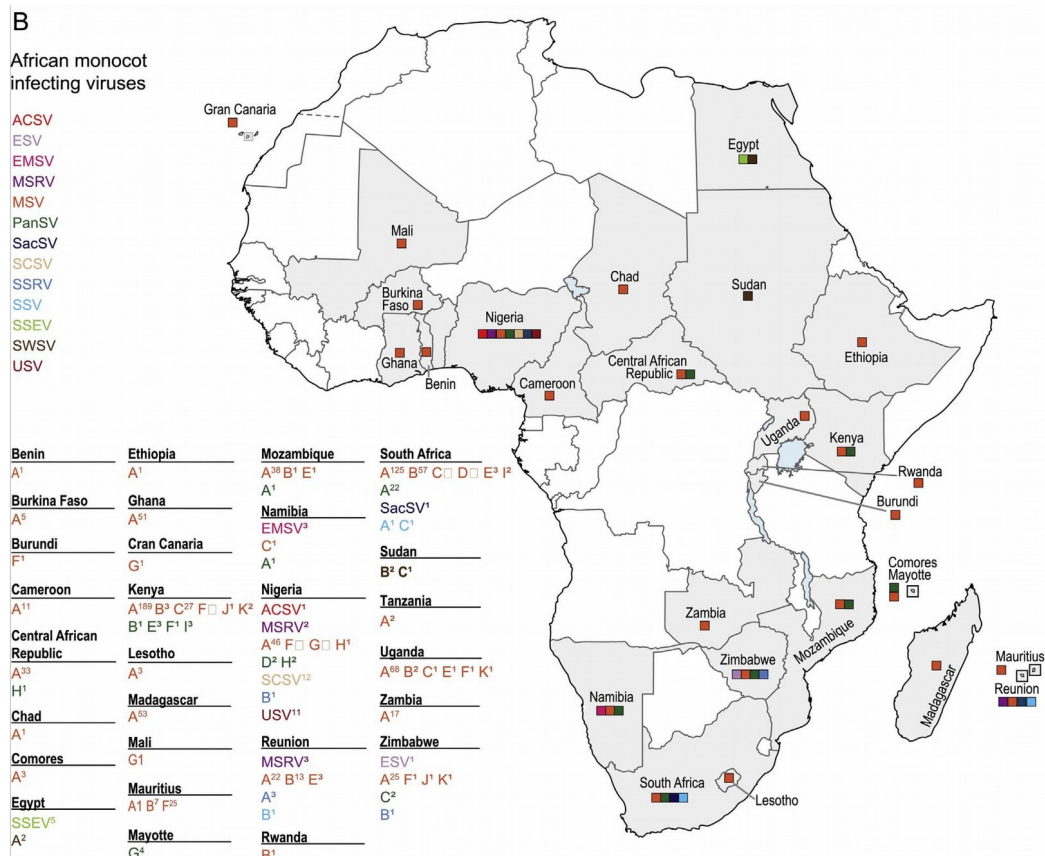 B
African monocot
infecting viruses
ACSV
ESV
EMSV
MSRV
MSV
PanSV
SacSV
SCSV
SSRV
SSV
SSEV
SWSV
USV
Gran Canaria
Egypt
Mali
Chad
Sudan
Burkina
Faso
Nigeria
Ghana
Benin
Cameroon
Central African
Republic
Ethiopia
Uganda
Kenya
Rwanda
Burundi
Comores
Mayotte
Zambia
Mozambique
Zimbabwe
Namibia
Madagascar
Mauritius
Reunion
South Africa
Lesotho
Benin
A¹
Burkina Faso
A⁵
Burundi
F¹
Cameroon
A¹¹
Central African
Republic
A³³
H¹
Chad
A¹
Comores
A³
Egypt
SSEV⁵
A²
Ethiopia
A¹
Ghana
A⁵¹
Cran Canaria
G¹
Kenya
A¹⁸⁹ B³ C²⁷ F□ J¹ K²
B¹ E³ F¹ I³
Lesotho
A³
Madagascar
A⁵³
Mali
G1
Mauritius
A1 B⁷ F²⁵
Mayotte
G⁴
Mozambique
A³⁸ B¹ E¹
A¹
Namibia
EMSV³
C¹
A¹
Nigeria
ACSV¹
MSRV²
A⁴⁶ F□ G□ H¹
D² H²
SCSV¹²
B¹
USV¹¹
Reunion
MSRV³
A²² B¹³ E³
A³
B¹
Rwanda
B¹
South Africa
A¹²⁵ B⁵⁷ C□ D□ E³ I²
A²²
SacSV¹
A¹ C¹
Sudan
B² C¹
Tanzania
A²
Uganda
A⁶⁸ B² C¹ E¹ F¹ K¹
Zambia
A¹⁷
Zimbabwe
ESV¹
A²⁵ F¹ J¹ K¹
C²
B¹